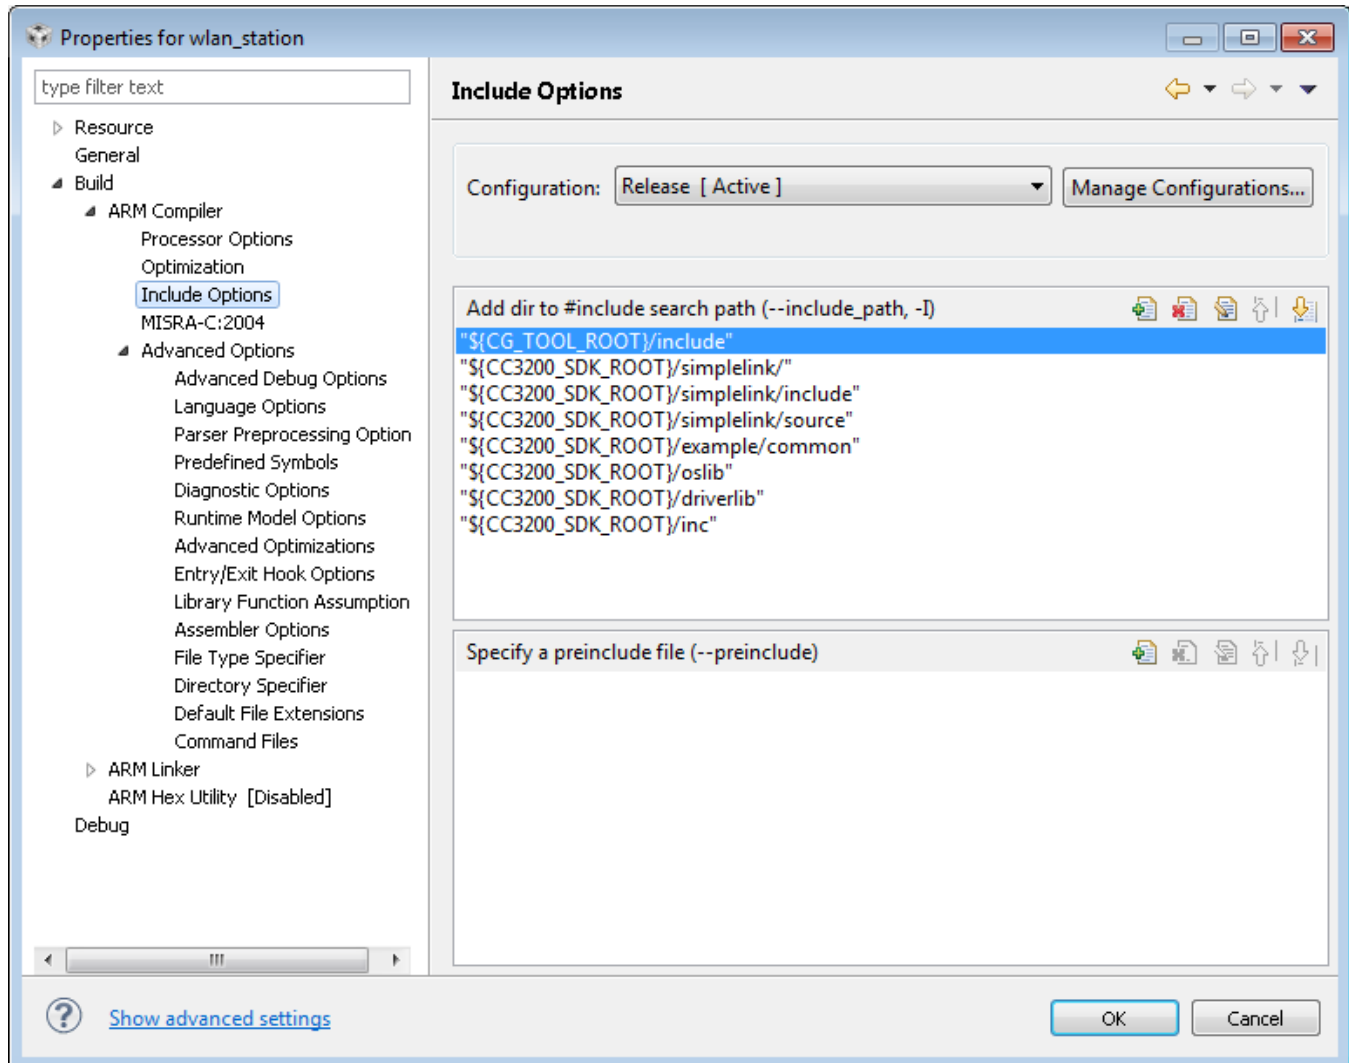 Properties for wlan_station
type filter text
Resource
General
Build
ARM Compiler
Processor Options
Optimization
Include Options
MISRA-C:2004
Advanced Options
Advanced Debug Options
Language Options
Parser Preprocessing Option
Predefined Symbols
Diagnostic Options
Runtime Model Options
Advanced Optimizations
Entry/Exit Hook Options
Library Function Assumption
Assembler Options
File Type Specifier
Directory Specifier
Default File Extensions
Command Files
ARM Linker
ARM Hex Utility [Disabled]
Debug
Include Options
Configuration: Release [ Active ] Manage Configurations...
Add dir to #include search path (--include_path, -I)
"${CG_TOOL_ROOT}/include"
"${CC3200_SDK_ROOT}/simplelink/"
"${CC3200_SDK_ROOT}/simplelink/include"
"${CC3200_SDK_ROOT}/simplelink/source"
"${CC3200_SDK_ROOT}/example/common"
"${CC3200_SDK_ROOT}/oslib"
"${CC3200_SDK_ROOT}/driverlib"
"${CC3200_SDK_ROOT}/inc"
Specify a preinclude file (--preinclude)
Show advanced settings
OK Cancel